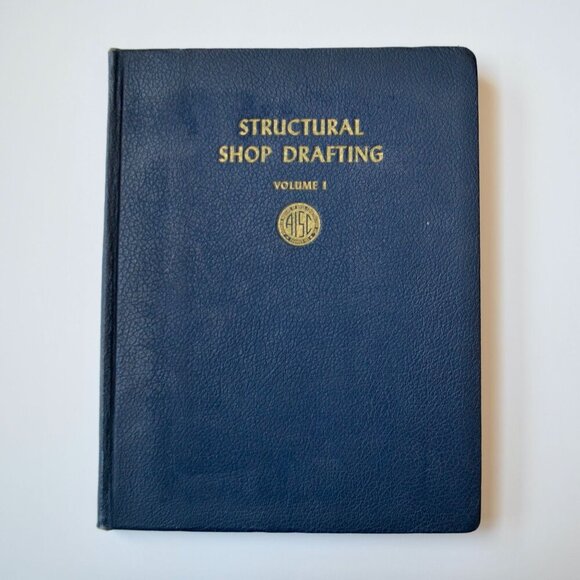 STRUCTURAL
SHOP DRAFTING
VOLUME I
AISC